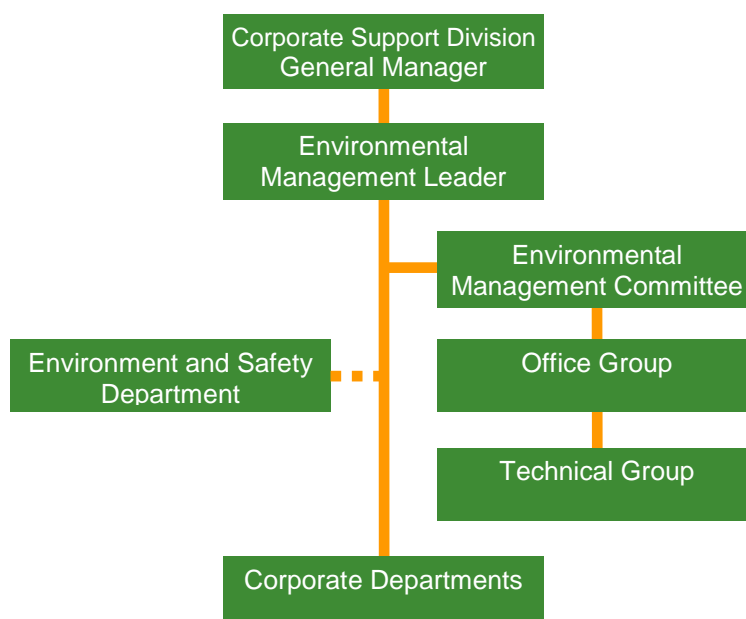 Corporate Support Division
General Manager
Environmental
Management Leader
Environmental
Management Committee
Environment and Safety
Department
Office Group
Technical Group
Corporate Departments